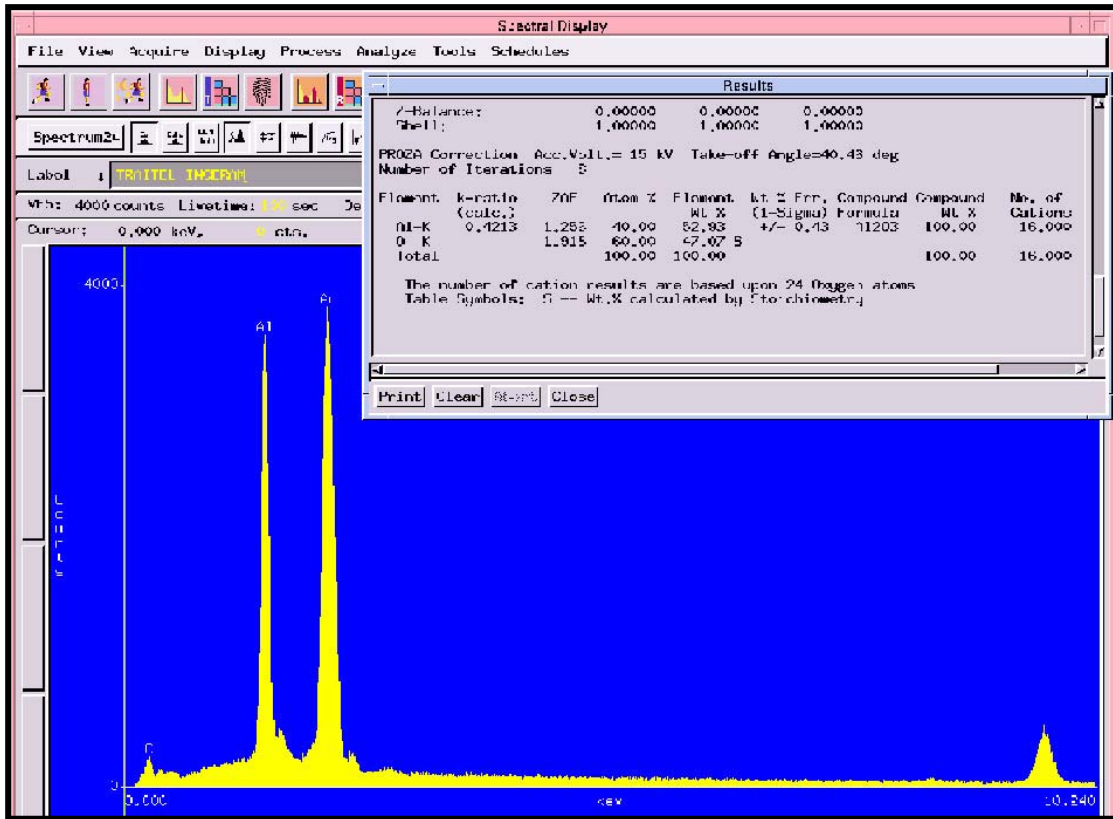 Spectral Display
File View Acquire Display Process Analyze Tools Schedules
Results
Z-Balance: 0.00000 0.00000 0.00000
Shell: 1.00000 1.00000 1.00000
PROZA Correction Acc.Volt.= 15 kV Take-off Angle=40.43 deg
Number of Iterations
Element k-ratio ZAF Atom % Element Wt % Err. Compound Compound No. of
(calc.) Wt % (1-Sigma) Formula Wt % Cations
Al-K 0.4213 1.40.00 52.93 +/- 0.43 Al2O3 100.00 16.000
O -K 1.915 60.00 47.07 S
Total 100.00 100.00 100.00 16.000
The number of cation results are based upon 24 Oxygen atoms
Table Symbols: S -- Wt.% calculated by Stoichiometry
Print Clear Close
Label :
VFS: 4000 counts Livetime: sec
Cursor: 0.000 keV, cts.
4000
Al
Counts
0
0.000 keV 10.240